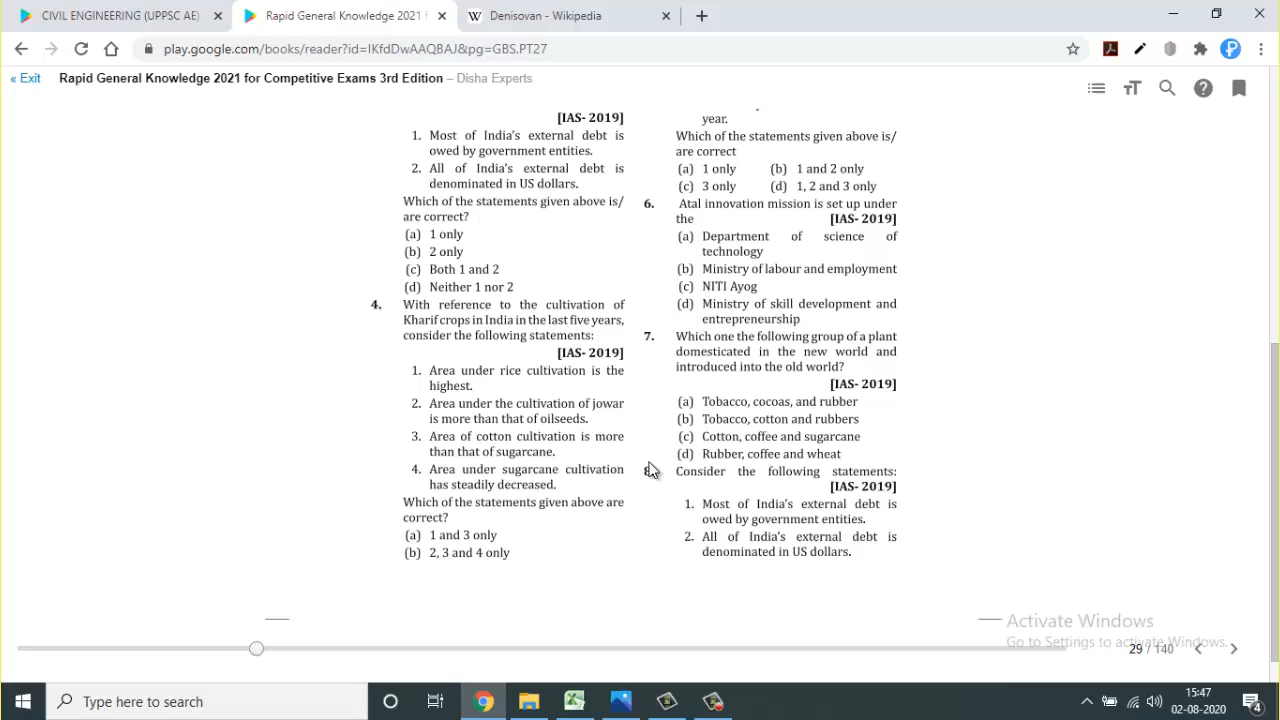 CIVIL ENGINEERING (UPPSC AE)
Rapid General Knowledge 2021 f
Denisovan - Wikipedia
play.google.com/books/reader?id=IKfdDwAAQBAJ&pg=GBS.PT27
« Exit Rapid General Knowledge 2021 for Competitive Exams 3rd Edition – Disha Experts
[IAS- 2019]
1. Most of India's external debt is
owed by government entities.
2. All of India's external debt is
denominated in US dollars.
Which of the statements given above is/
are correct?
(a) 1 only
(b) 2 only
(c) Both 1 and 2
(d) Neither 1 nor 2
4. With reference to the cultivation of
Kharif crops in India in the last five years,
consider the following statements:
[IAS- 2019]
1. Area under rice cultivation is the
highest.
2. Area under the cultivation of jowar
is more than that of oilseeds.
3. Area of cotton cultivation is more
than that of sugarcane.
4. Area under sugarcane cultivation
has steadily decreased.
Which of the statements given above are
correct?
(a) 1 and 3 only
(b) 2, 3 and 4 only
year.
Which of the statements given above is/
are correct
(a) 1 only (b) 1 and 2 only
(c) 3 only (d) 1, 2 and 3 only
6. Atal innovation mission is set up under
the [IAS- 2019]
(a) Department of science of
technology
(b) Ministry of labour and employment
(c) NITI Ayog
(d) Ministry of skill development and
entrepreneurship
7. Which one the following group of a plant
domesticated in the new world and
introduced into the old world?
[IAS- 2019]
(a) Tobacco, cocoas, and rubber
(b) Tobacco, cotton and rubbers
(c) Cotton, coffee and sugarcane
(d) Rubber, coffee and wheat
8. Consider the following statements:
[IAS- 2019]
1. Most of India's external debt is
owed by government entities.
2. All of India's external debt is
denominated in US dollars.
Activate Windows
Go to Settings to activate Windows.
29 / 140
Type here to search
15:47
02-08-2020
4